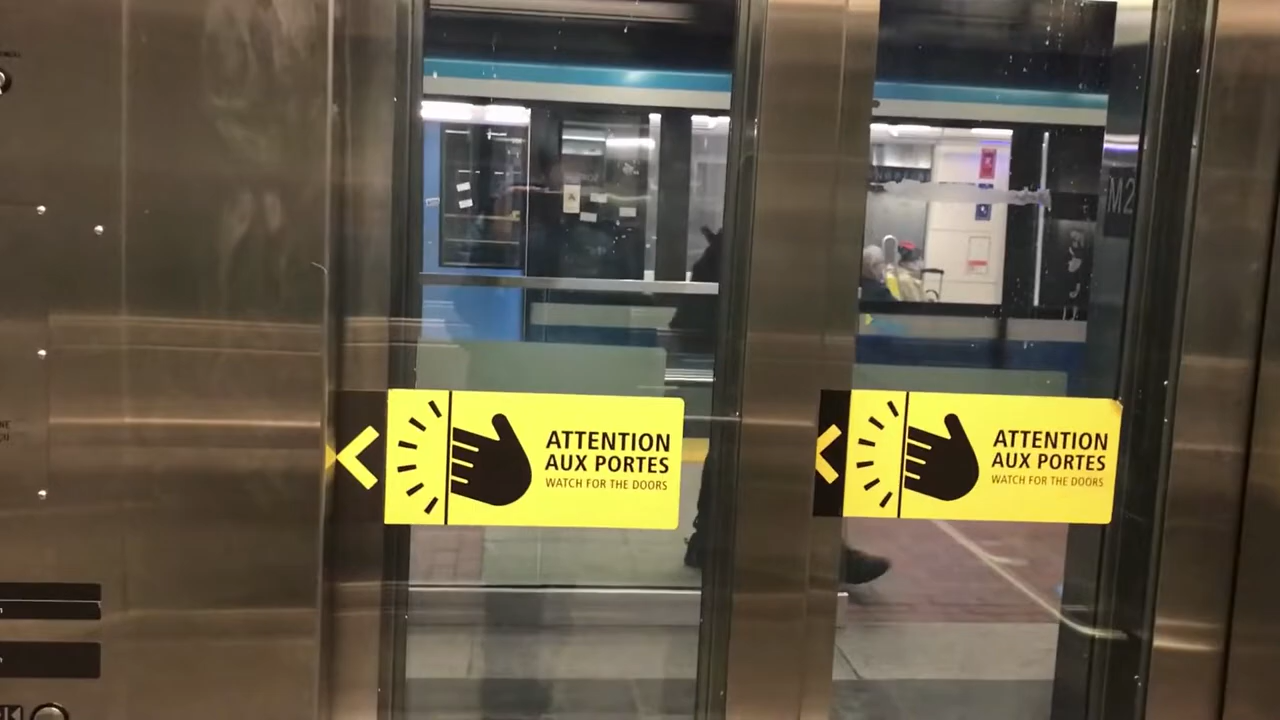 ATTENTION
AUX PORTES
WATCH FOR THE DOORS
ATTENTION
AUX PORTES
WATCH FOR THE DOORS
M2